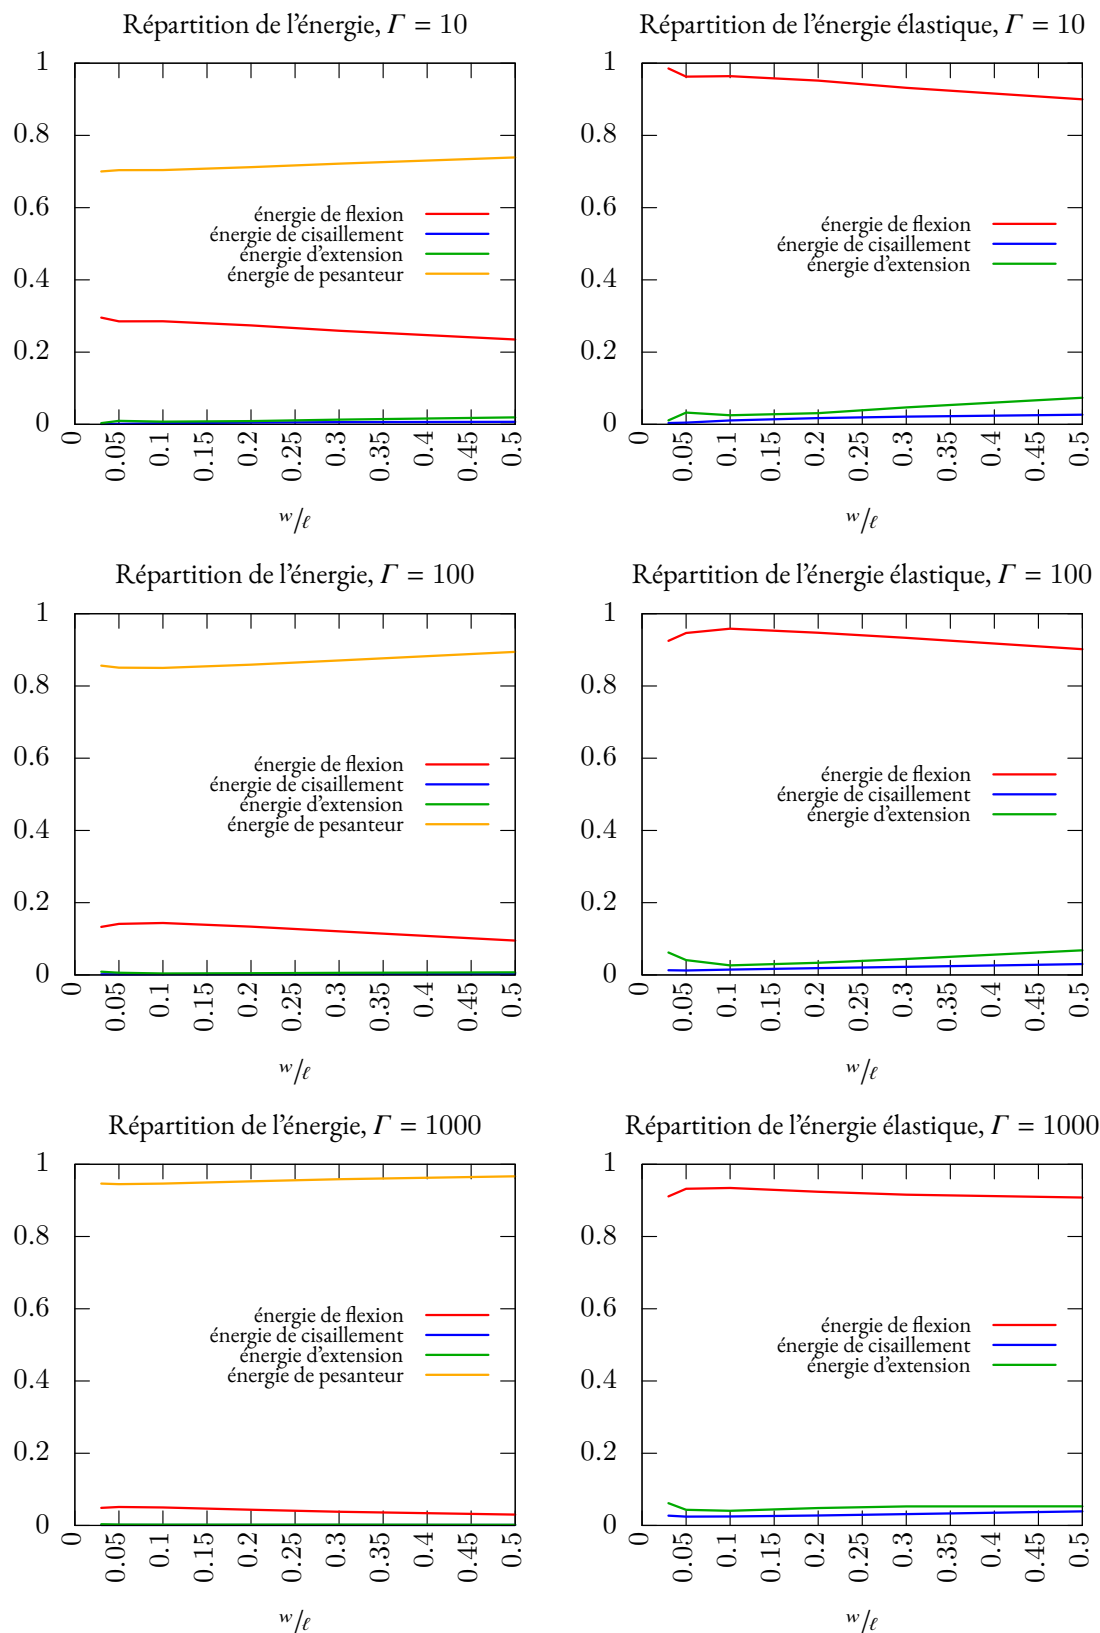 Répartition de l'énergie, Γ = 10
1
0.8
0.6
0.4
0.2
0
énergie de flexion
énergie de cisaillement
énergie d'extension
énergie de pesanteur
0 0.05 0.1 0.15 0.2 0.25 0.3 0.35 0.4 0.45 0.5
w/ℓ
Répartition de l'énergie élastique, Γ = 10
1
0.8
0.6
0.4
0.2
0
énergie de flexion
énergie de cisaillement
énergie d'extension
0 0.05 0.1 0.15 0.2 0.25 0.3 0.35 0.4 0.45 0.5
w/ℓ
Répartition de l'énergie, Γ = 100
1
0.8
0.6
0.4
0.2
0
énergie de flexion
énergie de cisaillement
énergie d'extension
énergie de pesanteur
0 0.05 0.1 0.15 0.2 0.25 0.3 0.35 0.4 0.45 0.5
w/ℓ
Répartition de l'énergie élastique, Γ = 100
1
0.8
0.6
0.4
0.2
0
énergie de flexion
énergie de cisaillement
énergie d'extension
0 0.05 0.1 0.15 0.2 0.25 0.3 0.35 0.4 0.45 0.5
w/ℓ
Répartition de l'énergie, Γ = 1000
1
0.8
0.6
0.4
0.2
0
énergie de flexion
énergie de cisaillement
énergie d'extension
énergie de pesanteur
0 0.05 0.1 0.15 0.2 0.25 0.3 0.35 0.4 0.45 0.5
w/ℓ
Répartition de l'énergie élastique, Γ = 1000
1
0.8
0.6
0.4
0.2
0
énergie de flexion
énergie de cisaillement
énergie d'extension
0 0.05 0.1 0.15 0.2 0.25 0.3 0.35 0.4 0.45 0.5
w/ℓ